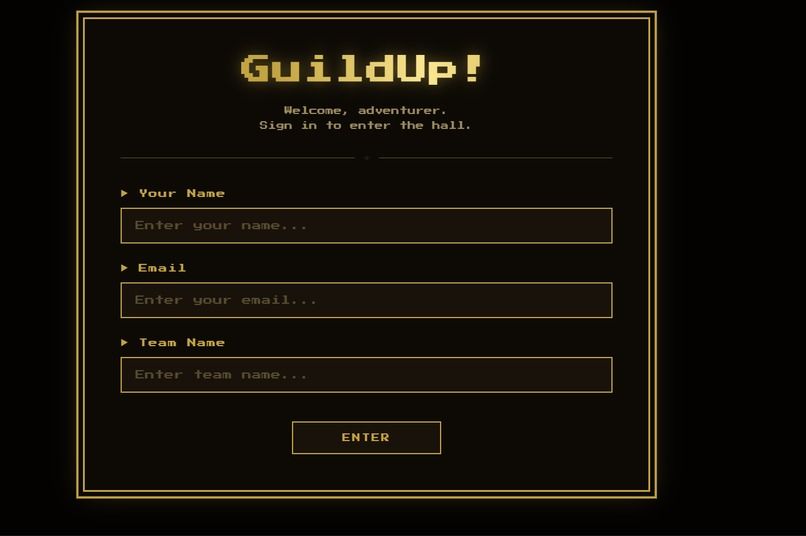 GuildUp!
Welcome, adventurer.
Sign in to enter the hall.
Your Name
Enter your name...
Email
Enter your email...
Team Name
Enter team name...
ENTER